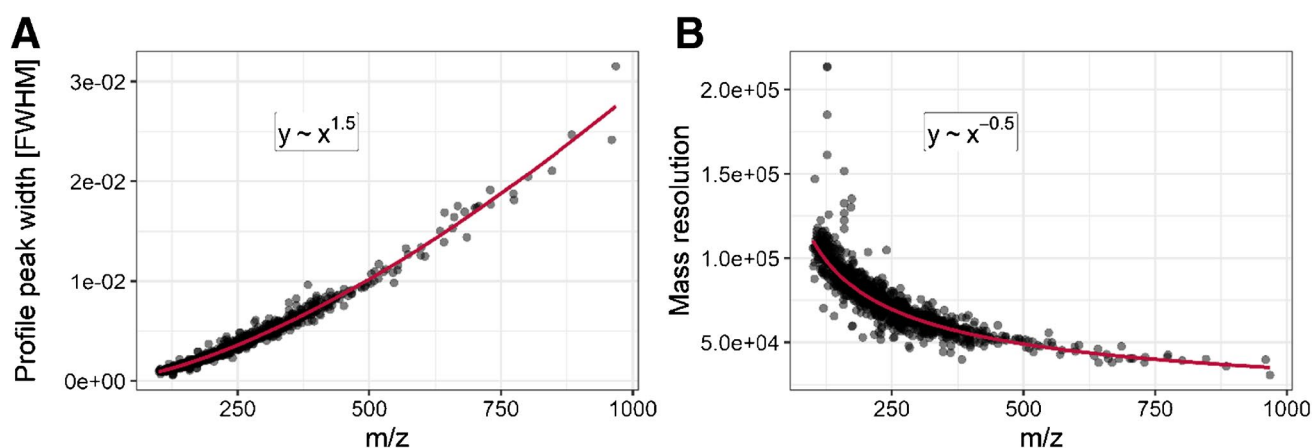 A
Profile peak width [FWHM]
3e-02
2e-02
1e-02
0e+00
y ~ x^1.5
250 500 750 1000
m/z
B
Mass resolution
2.0e+05
1.5e+05
1.0e+05
5.0e+04
y ~ x^−0.5
250 500 750 1000
m/z